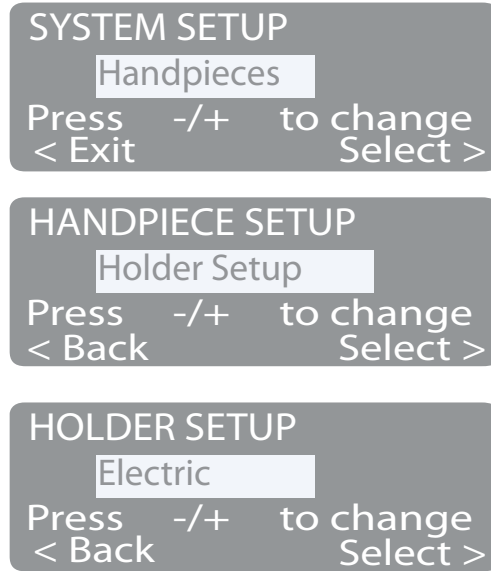 SYSTEM SETUP
Handpieces
Press -/+ to change
< Exit Select >
HANDPIECE SETUP
Holder Setup
Press -/+ to change
< Back Select >
HOLDER SETUP
Electric
Press -/+ to change
< Back Select >